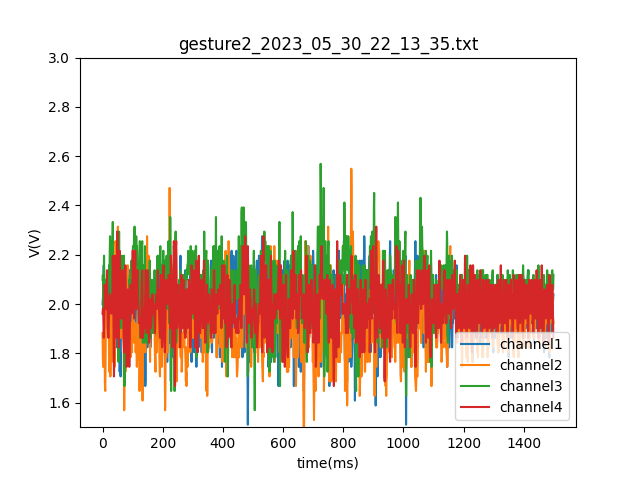 gesture2_2023_05_30_22_13_35.txt
3.0
2.8
2.6
2.4
2.2
2.0
1.8
1.6
V(V)
channel1
channel2
channel3
channel4
0 200 400 600 800 1000 1200 1400
time(ms)